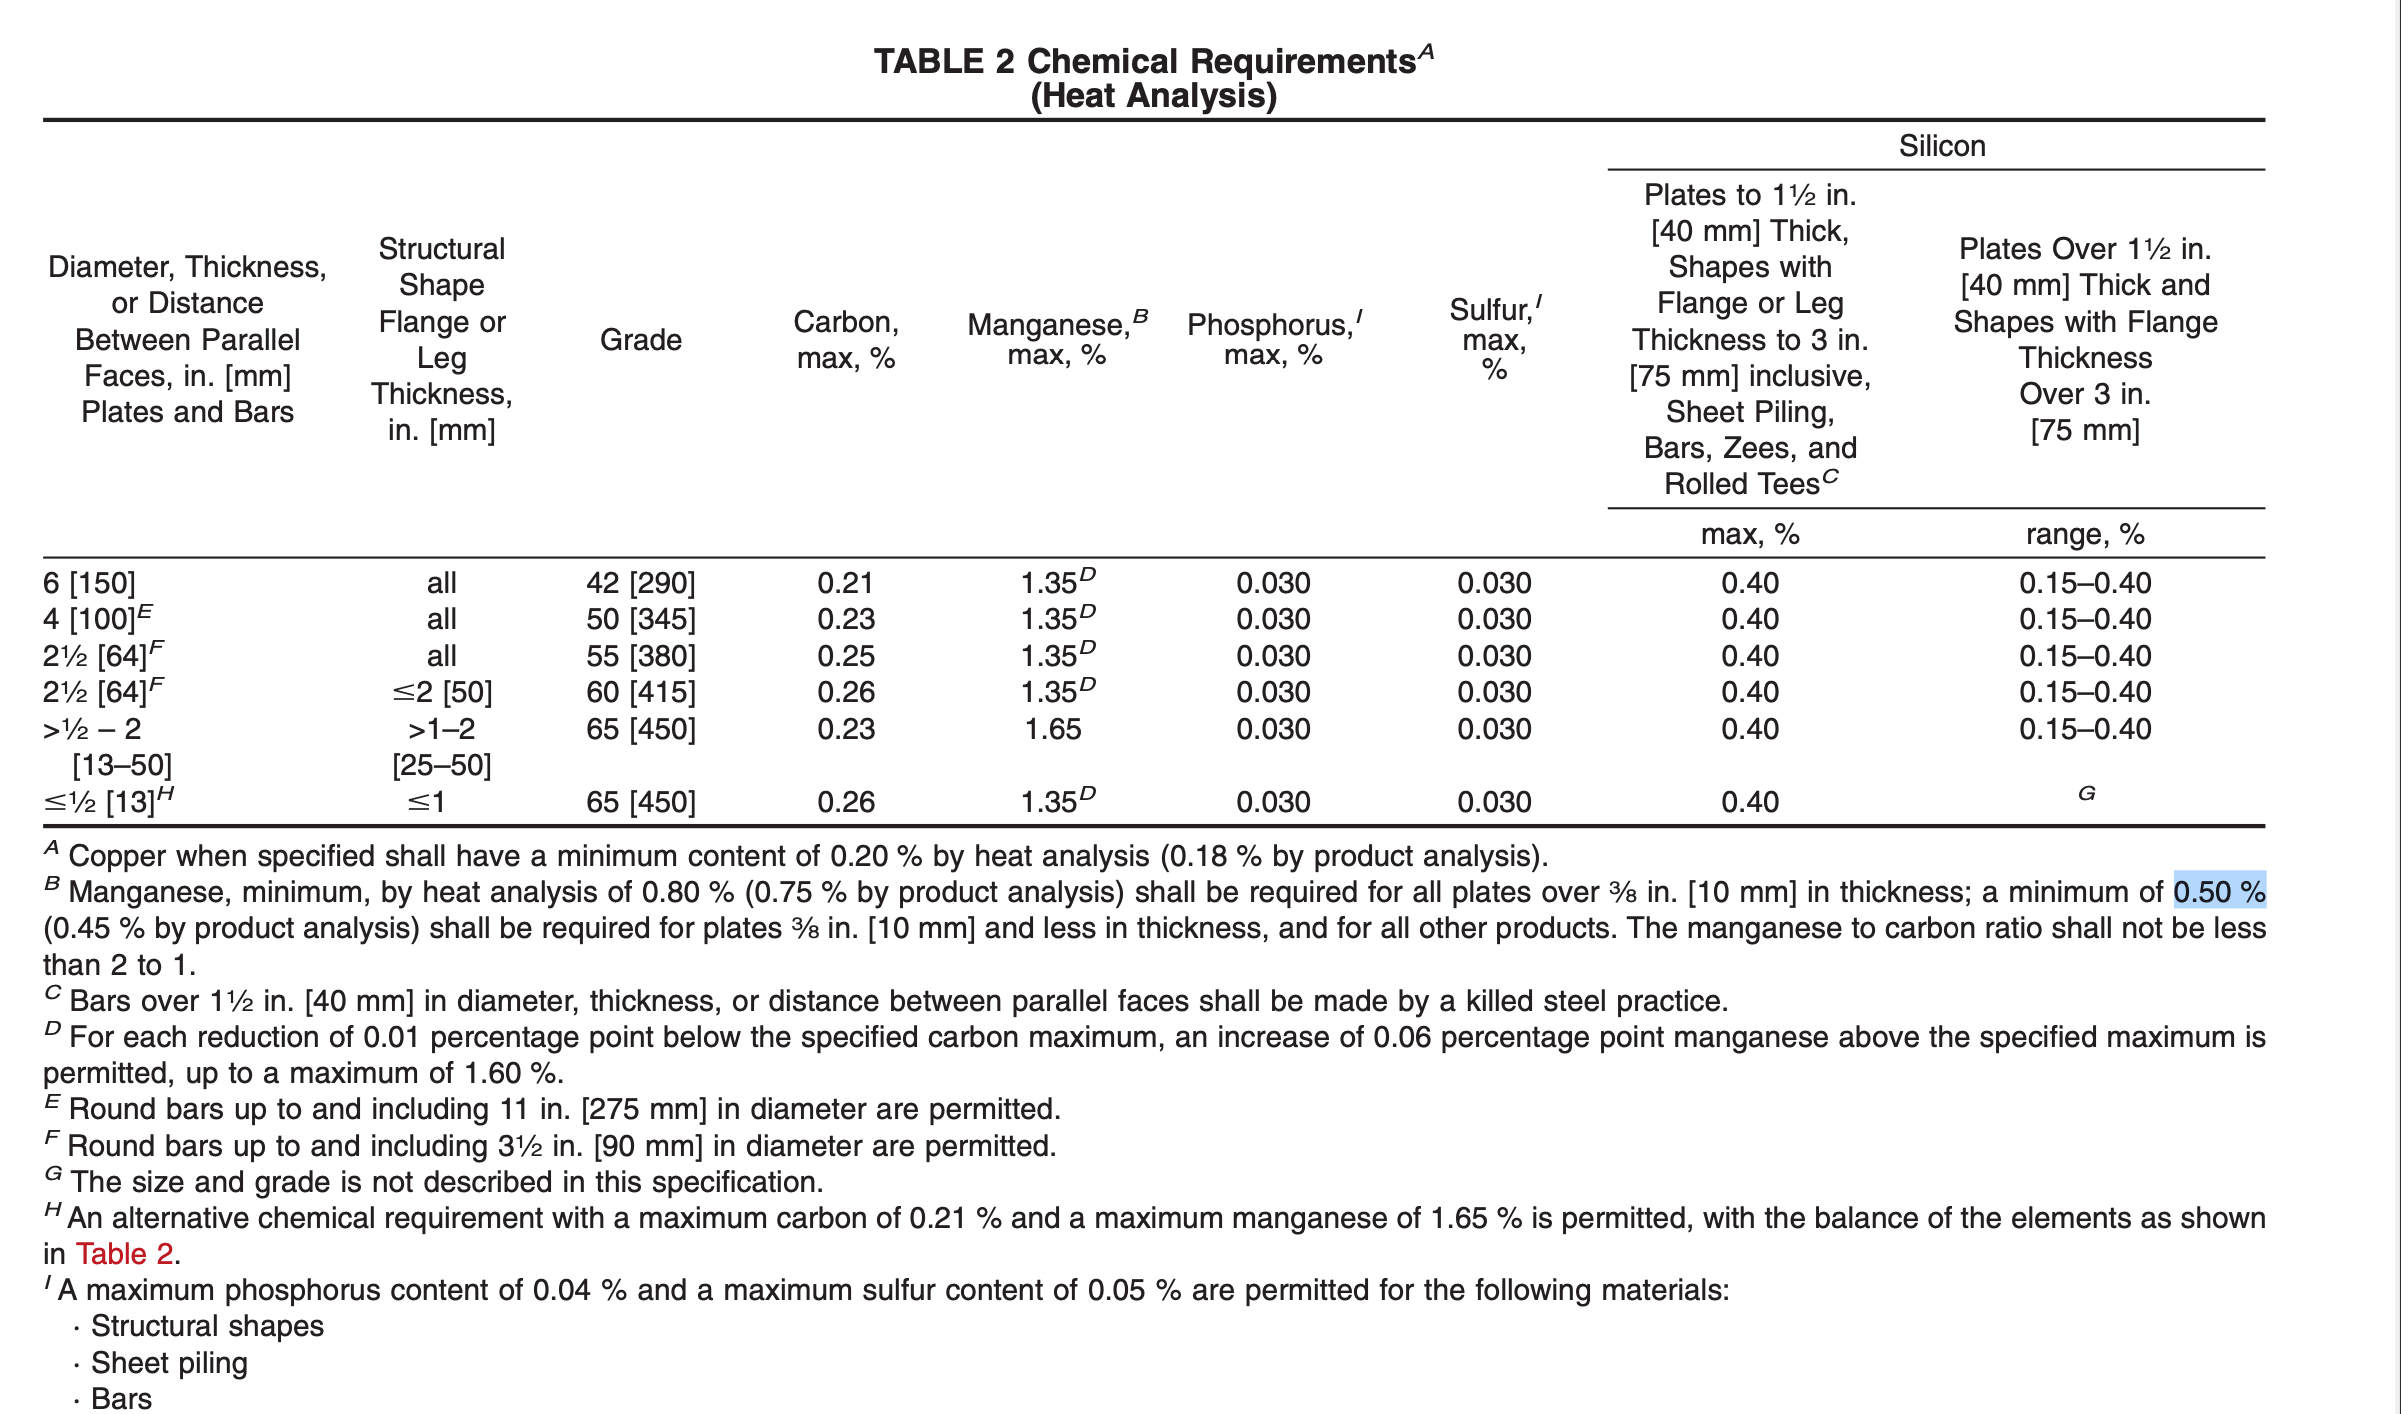 TABLE 2 Chemical Requirements^A
(Heat Analysis)
Silicon
Diameter, Thickness,
or Distance
Between Parallel
Faces, in. [mm]
Plates and Bars
Structural
Shape
Flange or
Leg
Thickness,
in. [mm]
Grade
Carbon,
max, %
Manganese,^B
max, %
Phosphorus,^I
max, %
Sulfur,^I
max,
%
Plates to 1½ in.
[40 mm] Thick,
Shapes with
Flange or Leg
Thickness to 3 in.
[75 mm] inclusive,
Sheet Piling,
Bars, Zees, and
Rolled Tees^C
Plates Over 1½ in.
[40 mm] Thick and
Shapes with Flange
Thickness
Over 3 in.
[75 mm]
max, % range, %
6 [150] all 42 [290] 0.21 1.35^D 0.030 0.030 0.40 0.15–0.40
4 [100]^E all 50 [345] 0.23 1.35^D 0.030 0.030 0.40 0.15–0.40
2½ [64]^F all 55 [380] 0.25 1.35^D 0.030 0.030 0.40 0.15–0.40
2½ [64]^F ≤2 [50] 60 [415] 0.26 1.35^D 0.030 0.030 0.40 0.15–0.40
>½ – 2 >1–2 65 [450] 0.23 1.65 0.030 0.030 0.40 0.15–0.40
[13–50] [25–50]
≤½ [13]^H ≤1 65 [450] 0.26 1.35^D 0.030 0.030 0.40 ^G
^A Copper when specified shall have a minimum content of 0.20 % by heat analysis (0.18 % by product analysis).
^B Manganese, minimum, by heat analysis of 0.80 % (0.75 % by product analysis) shall be required for all plates over ⅜ in. [10 mm] in thickness; a minimum of 0.50 %
(0.45 % by product analysis) shall be required for plates ⅜ in. [10 mm] and less in thickness, and for all other products. The manganese to carbon ratio shall not be less
than 2 to 1.
^C Bars over 1½ in. [40 mm] in diameter, thickness, or distance between parallel faces shall be made by a killed steel practice.
^D For each reduction of 0.01 percentage point below the specified carbon maximum, an increase of 0.06 percentage point manganese above the specified maximum is
permitted, up to a maximum of 1.60 %.
^E Round bars up to and including 11 in. [275 mm] in diameter are permitted.
^F Round bars up to and including 3½ in. [90 mm] in diameter are permitted.
^G The size and grade is not described in this specification.
^H An alternative chemical requirement with a maximum carbon of 0.21 % and a maximum manganese of 1.65 % is permitted, with the balance of the elements as shown
in Table 2.
^I A maximum phosphorus content of 0.04 % and a maximum sulfur content of 0.05 % are permitted for the following materials:
· Structural shapes
· Sheet piling
· Bars